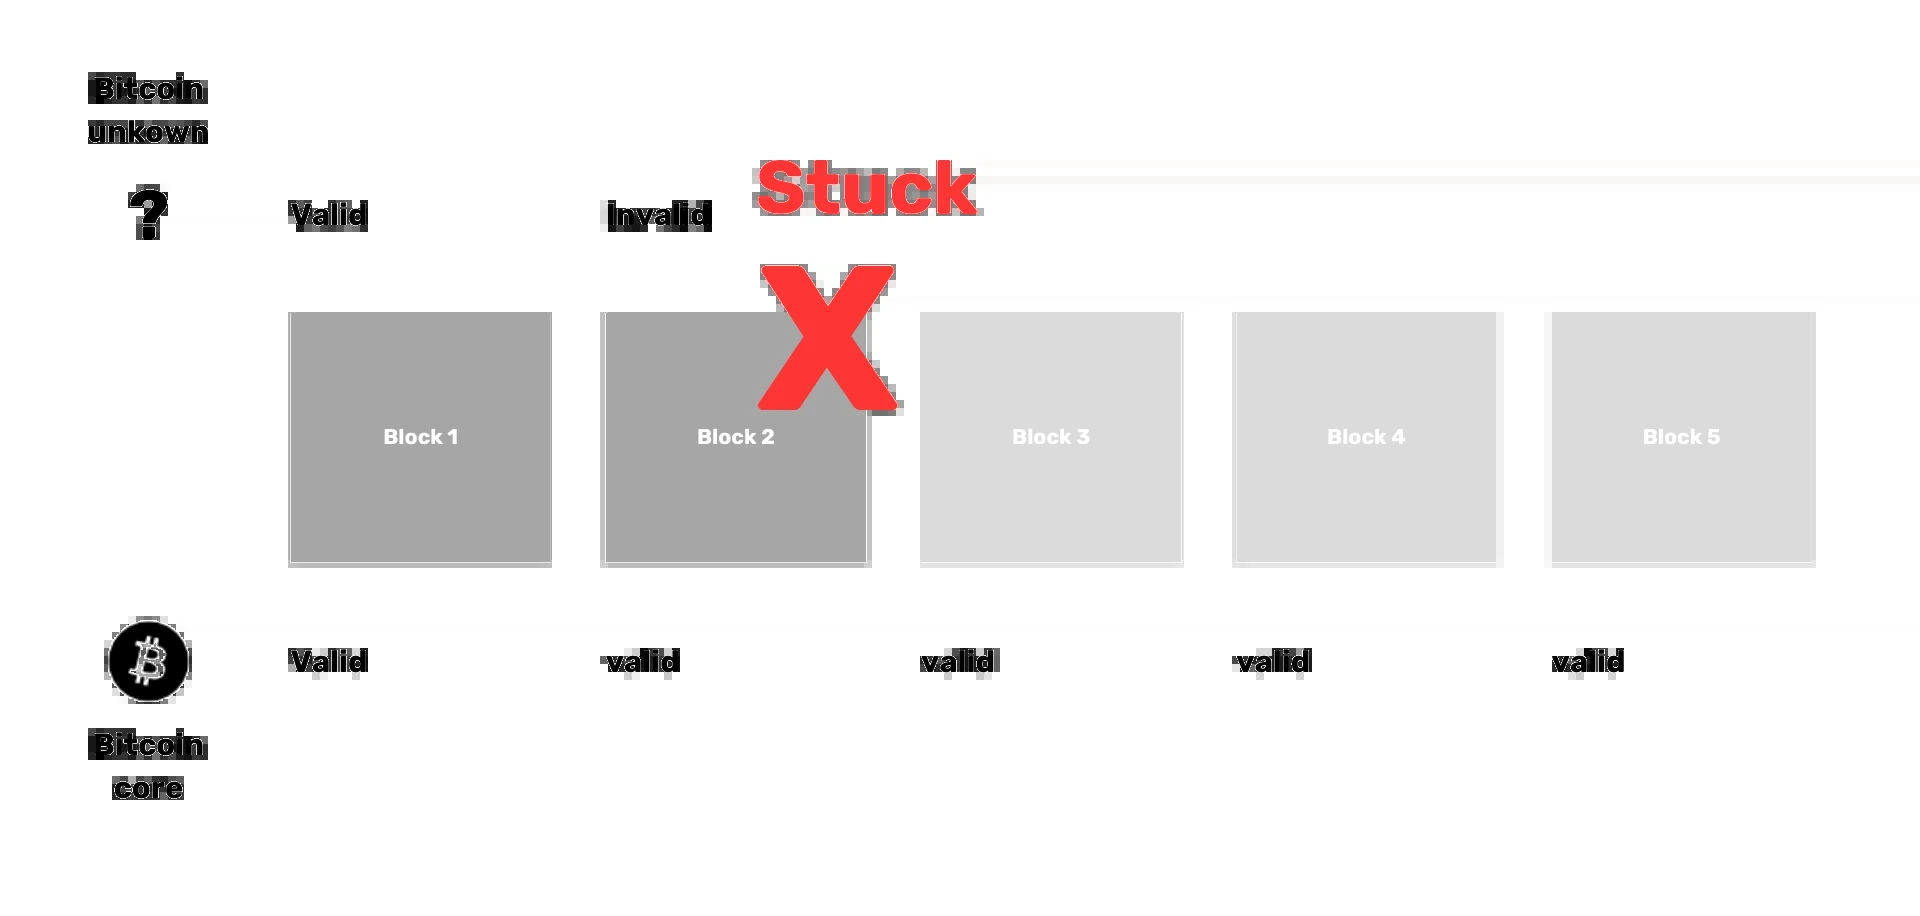 Bitcoin
unkown
?
Valid
Invalid
Stuck
X
Block 1
Block 2
Block 3
Block 4
Block 5
Valid
valid
valid
valid
valid
Bitcoin
core